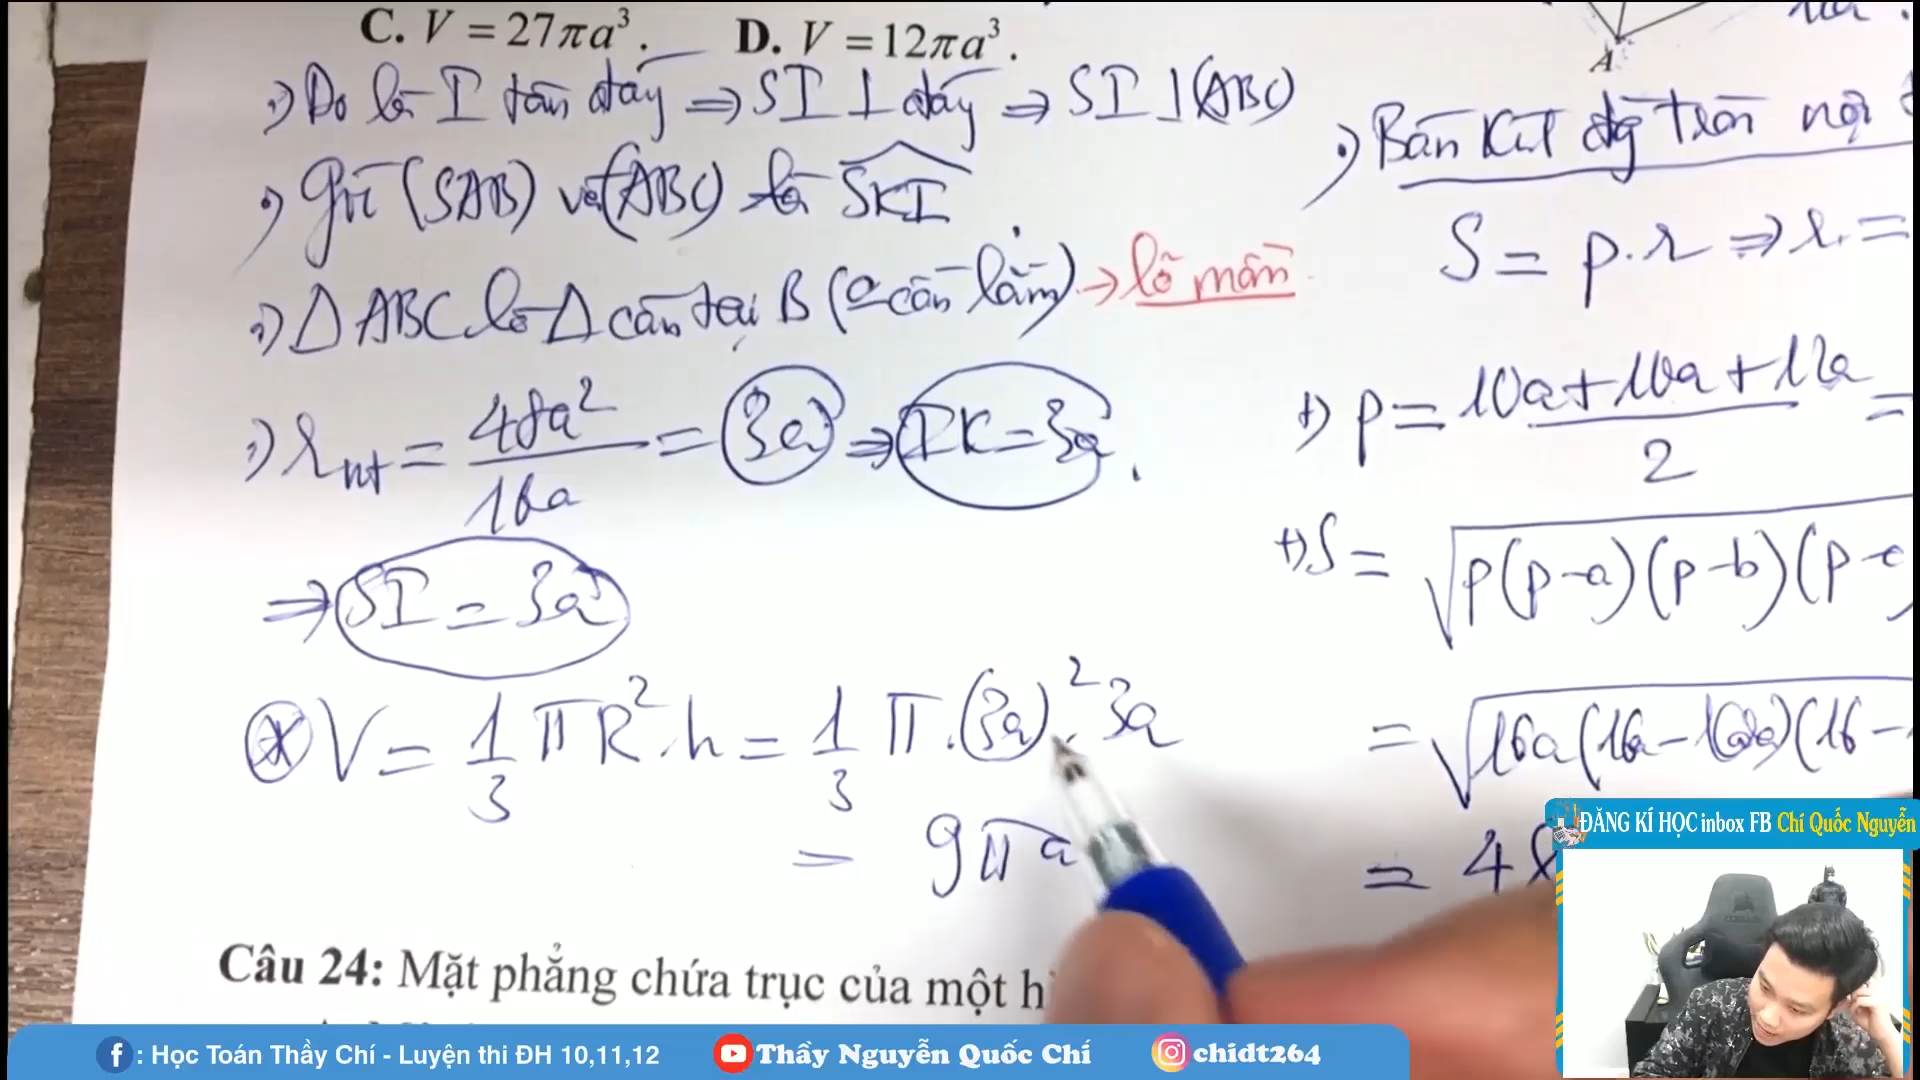 C. V = 27πa³. D. V = 12πa³.
A
·) Do là I tâm đáy ⇒ SI ⊥ đáy ⇒ SI ⊥ (ABC)
·) Bán kính đg tròn nội
·) góc (SAB) và (ABC) là SKI
S = p.r ⇒ r =
·) Δ ABC là Δ cân tại B (a cân lắm) → lô mần
·) r nt = 48a² / 16a = 3a ⇒ IK = 3a.
+) p = 10a + 10a + 12a / 2 =
⇒ SI = 3a
+) S = √p(p-a)(p-b)(p-c
* V = 1/3 πR².h = 1/3 π.(3a)².3a
= √16a(16a-10a)(16-
= 9πa
= 48
Câu 24: Mặt phẳng chứa trục của một h
ĐĂNG KÍ HỌC inbox FB Chí Quốc Nguyễn
f : Học Toán Thầy Chí - Luyện thi ĐH 10,11,12 Thầy Nguyễn Quốc Chí chidt264